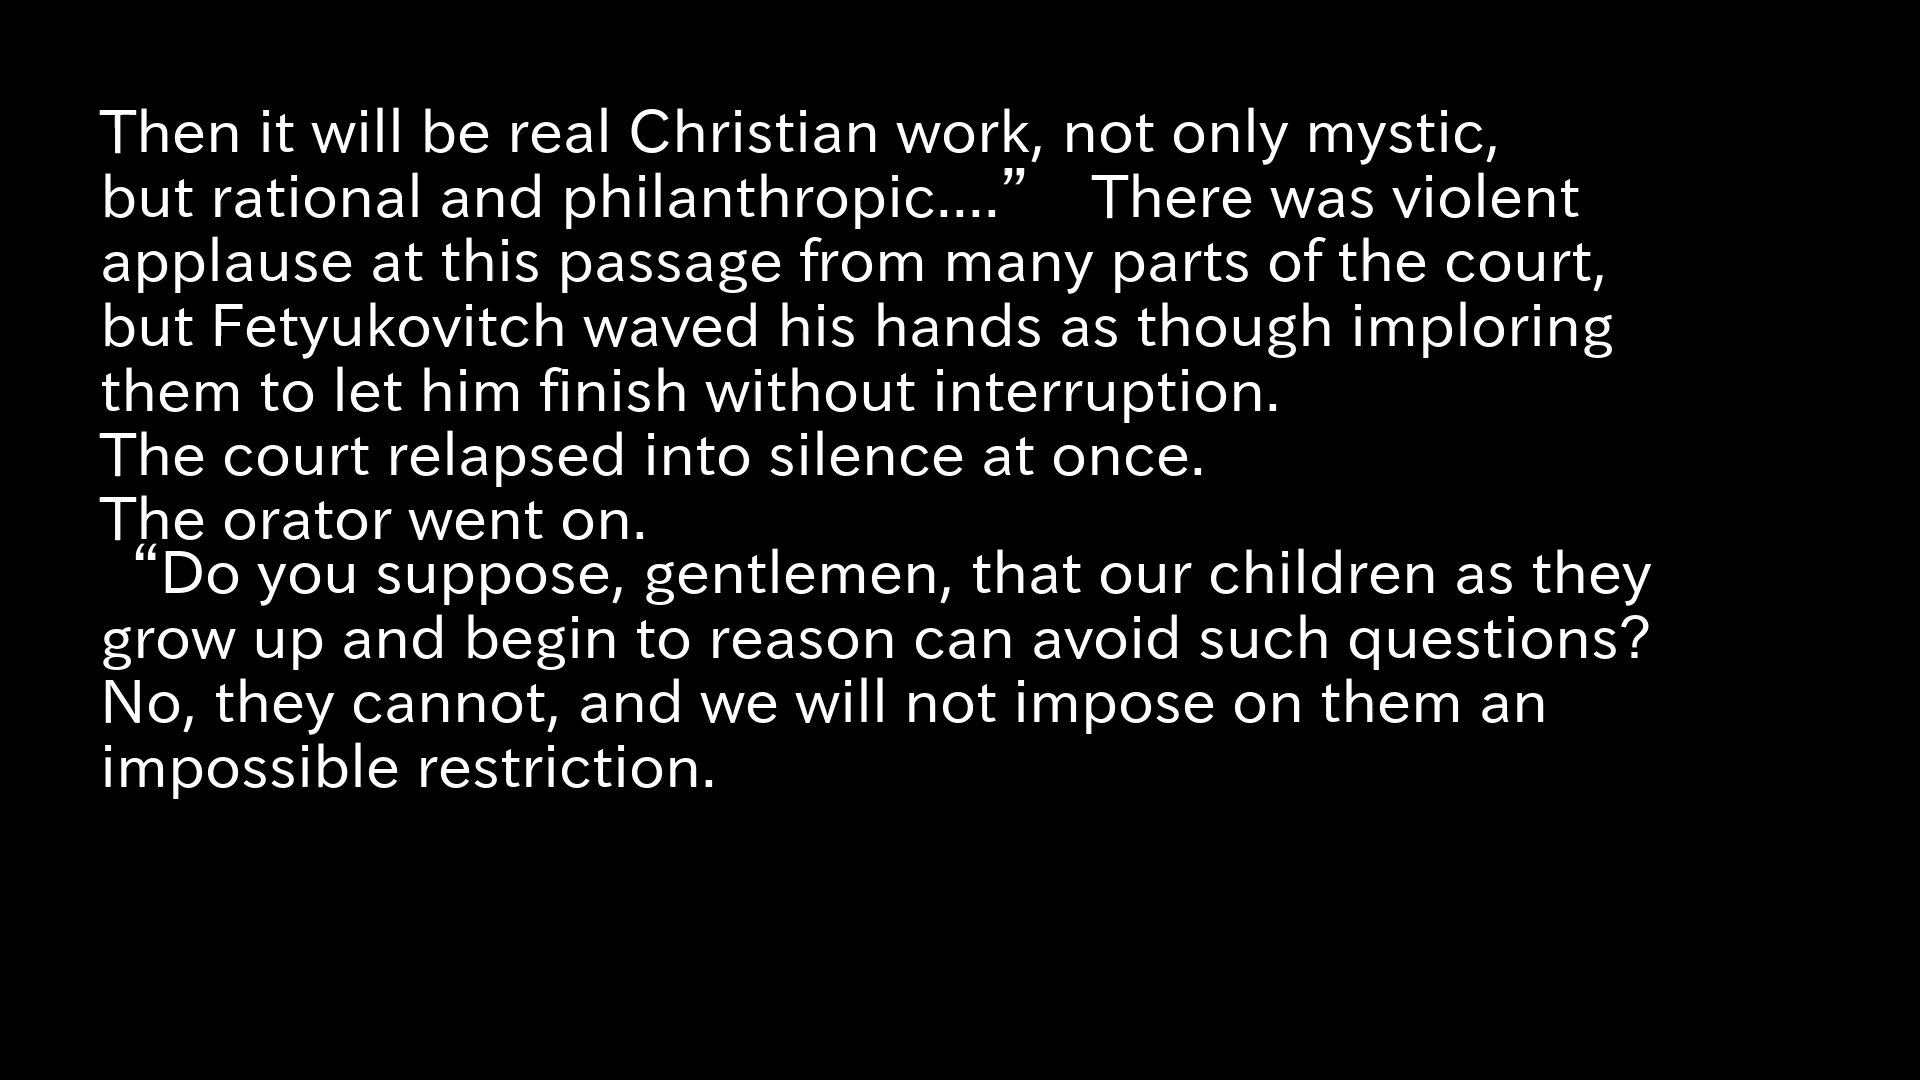 Then it will be real Christian work, not only mystic,
but rational and philanthropic....” There was violent
applause at this passage from many parts of the court,
but Fetyukovitch waved his hands as though imploring
them to let him finish without interruption.
The court relapsed into silence at once.
The orator went on.
“Do you suppose, gentlemen, that our children as they
grow up and begin to reason can avoid such questions?
No, they cannot, and we will not impose on them an
impossible restriction.